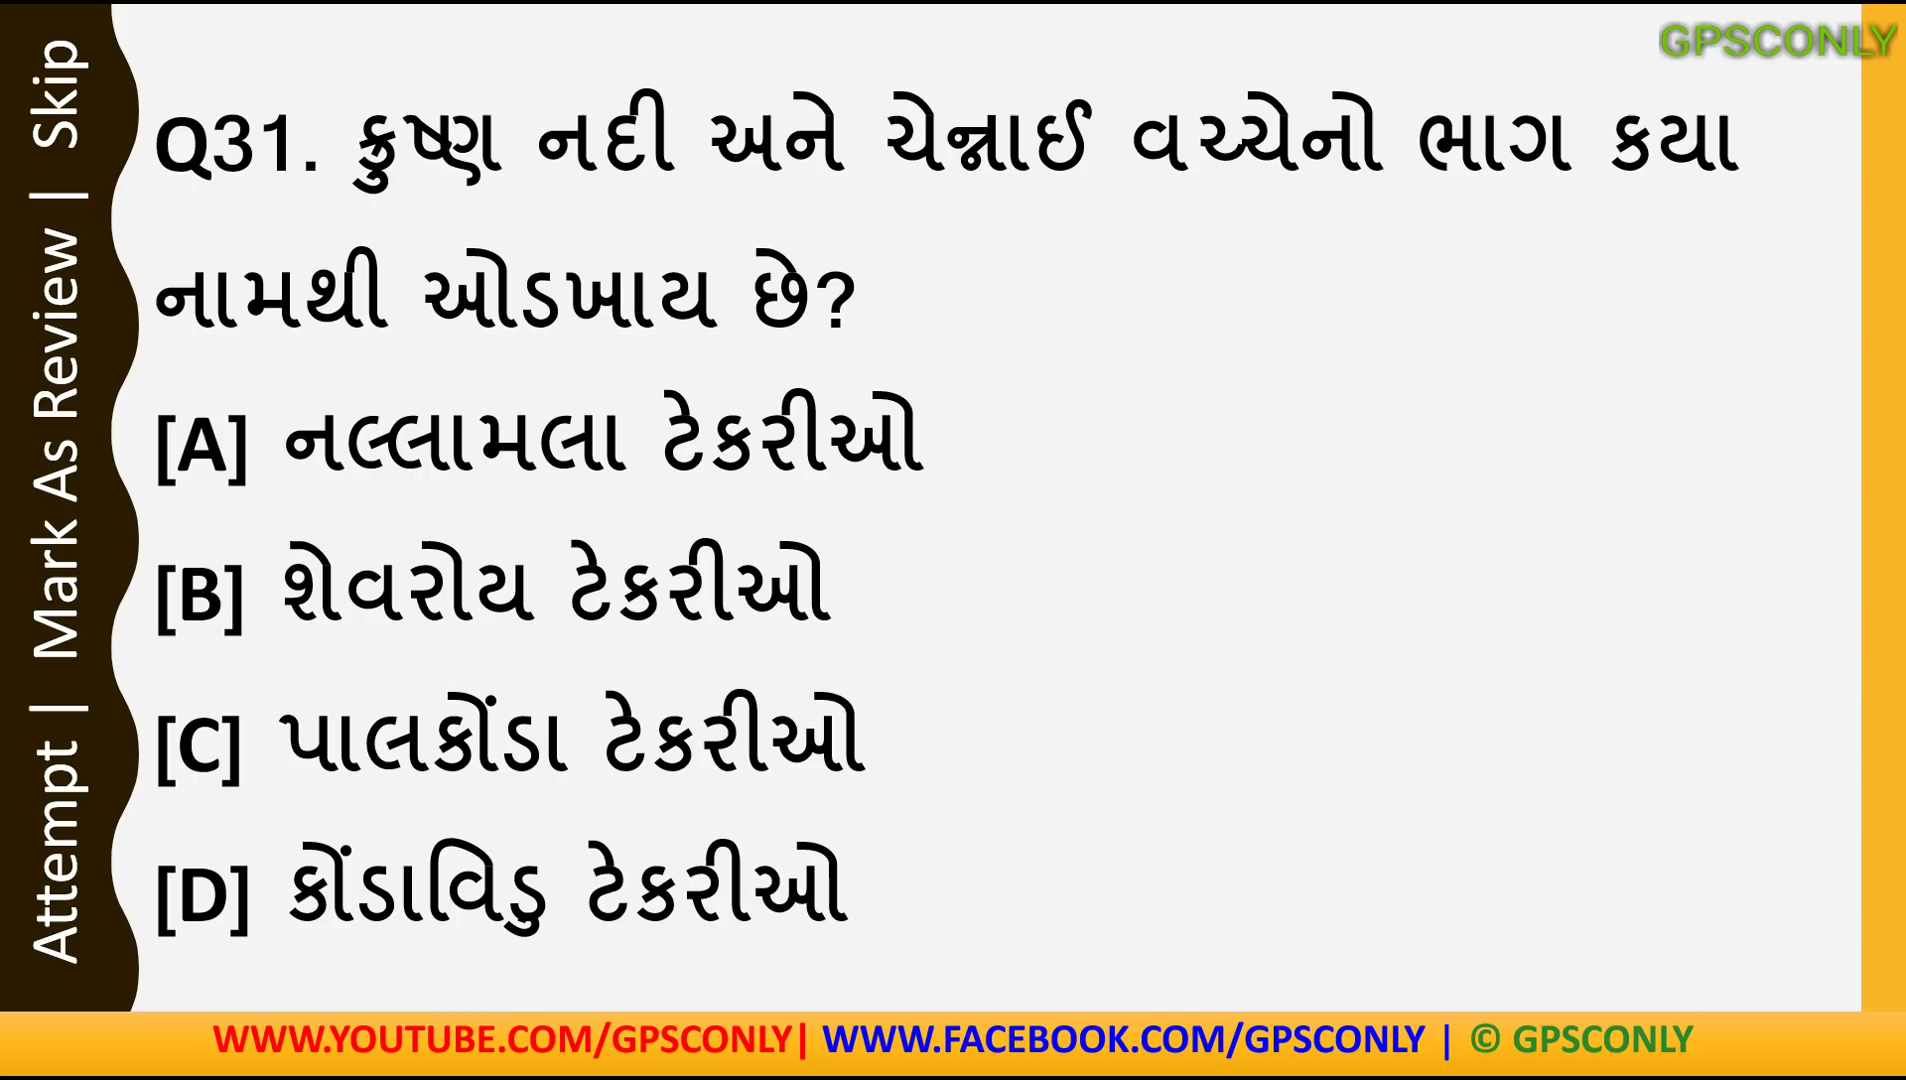 GPSCONLY
Attempt | Mark As Review | Skip
Q31. ક્રુષ્ણ નદી અને ચેન્નાઈ વચ્ચેનો ભાગ કયા
નામથી ઓડખાય છે?
[A] નલ્લામલા ટેકરીઓ
[B] શેવરોય ટેકરીઓ
[C] પાલકોંડા ટેકરીઓ
[D] કોંડાવિડુ ટેકરીઓ
WWW.YOUTUBE.COM/GPSCONLY| WWW.FACEBOOK.COM/GPSCONLY | © GPSCONLY